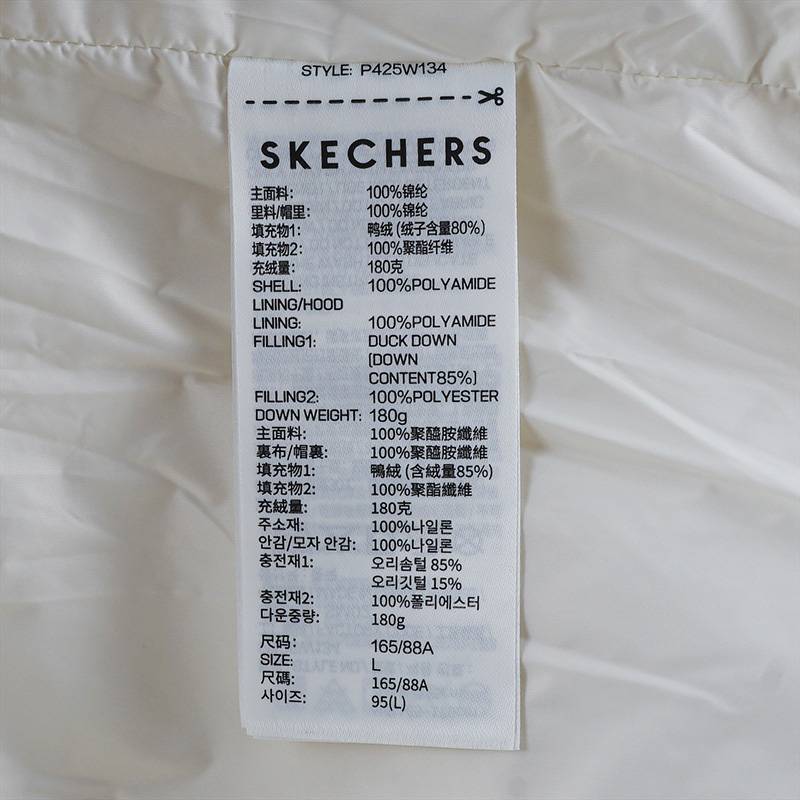 STYLE: P425W134
SKECHERS
主面料: 100%锦纶
里料/帽里: 100%锦纶
填充物1: 鸭绒 (绒子含量80%)
填充物2: 100%聚酯纤维
充绒量: 180克
SHELL: 100%POLYAMIDE
LINING/HOOD
LINING: 100%POLYAMIDE
FILLING1: DUCK DOWN
(DOWN
CONTENT85%)
FILLING2: 100%POLYESTER
DOWN WEIGHT: 180g
主面料: 100%聚醯胺纖維
裏布/帽裏: 100%聚醯胺纖維
填充物1: 鴨絨 (含絨量85%)
填充物2: 100%聚酯纖維
充絨量: 180克
주소재: 100%나일론
안감/모자 안감: 100%나일론
충전재1: 오리솜털 85%
오리깃털 15%
충전재2: 100%폴리에스터
다운중량: 180g
尺码: 165/88A
SIZE: L
尺碼: 165/88A
사이즈: 95(L)